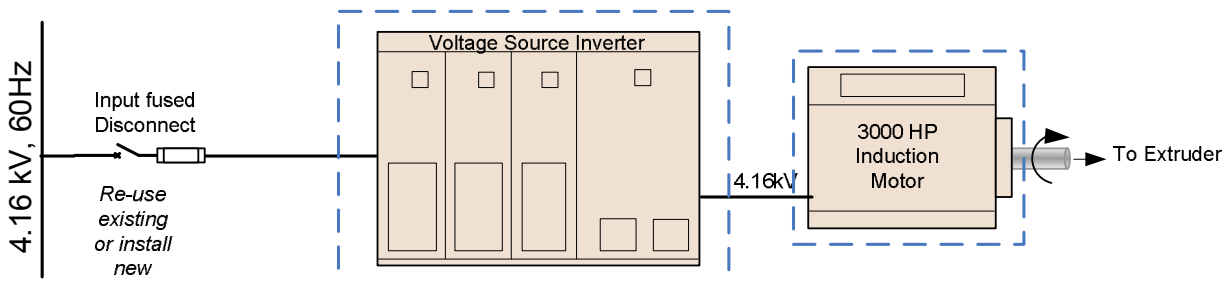 4.16 kV, 60Hz
Input fused
Disconnect
Re-use
existing
or install
new
Voltage Source Inverter
4.16kV
3000 HP
Induction
Motor
To Extruder